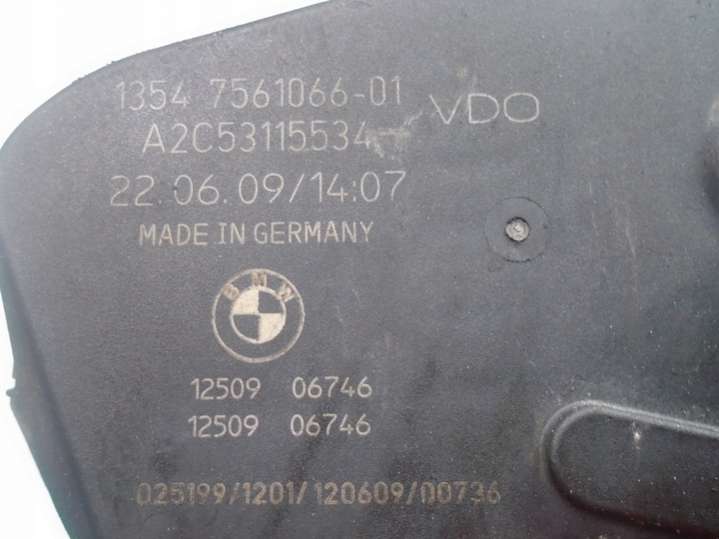 1354 7561066-01
VDO
A2C53115534
22.06.09/14:07
MADE IN GERMANY
BMW
12509 06746
12509 06746
025199/1201/120609/00736